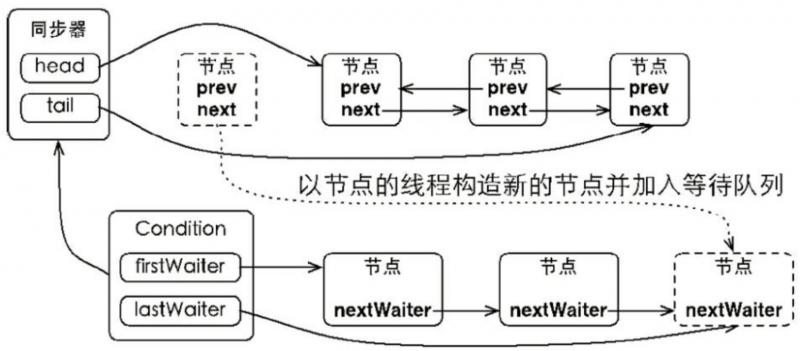 同步器
head
tail
节点
prev
next
节点
prev
next
节点
prev
next
节点
prev
next
以节点的线程构造新的节点并加入等待队列
Condition
firstWaiter
lastWaiter
节点
nextWaiter
节点
nextWaiter
节点
nextWaiter